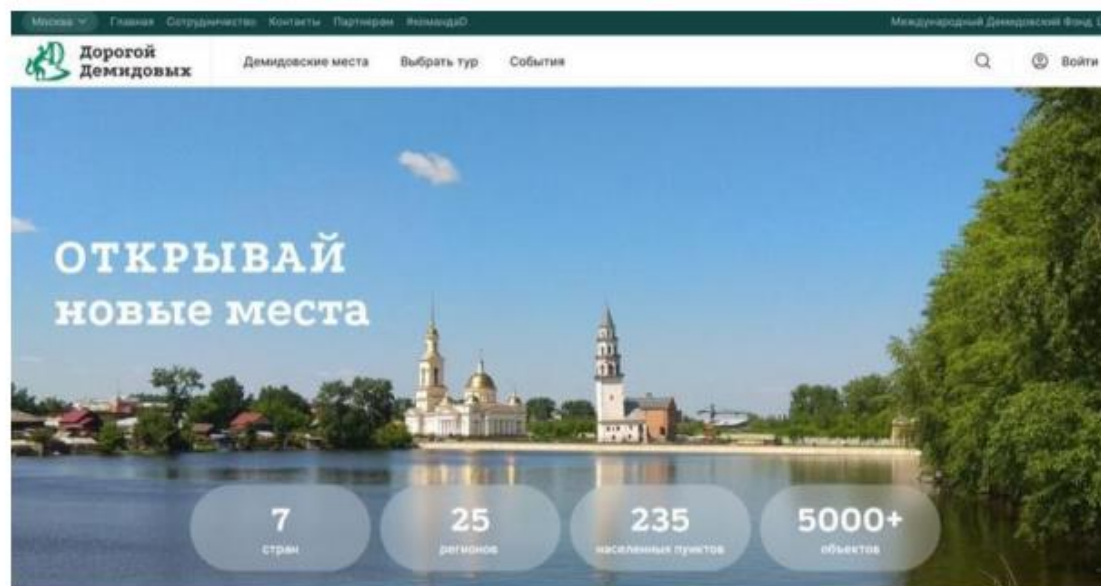 Москва Главная Сотрудничество Контакты Партнерам #командаD Международный Демидовский Фонд
Дорогой
Демидовых
Демидовские места Выбрать тур События Войти
ОТКРЫВАЙ
новые места
7 25 235 5000+
стран регионов населенных пунктов объектов